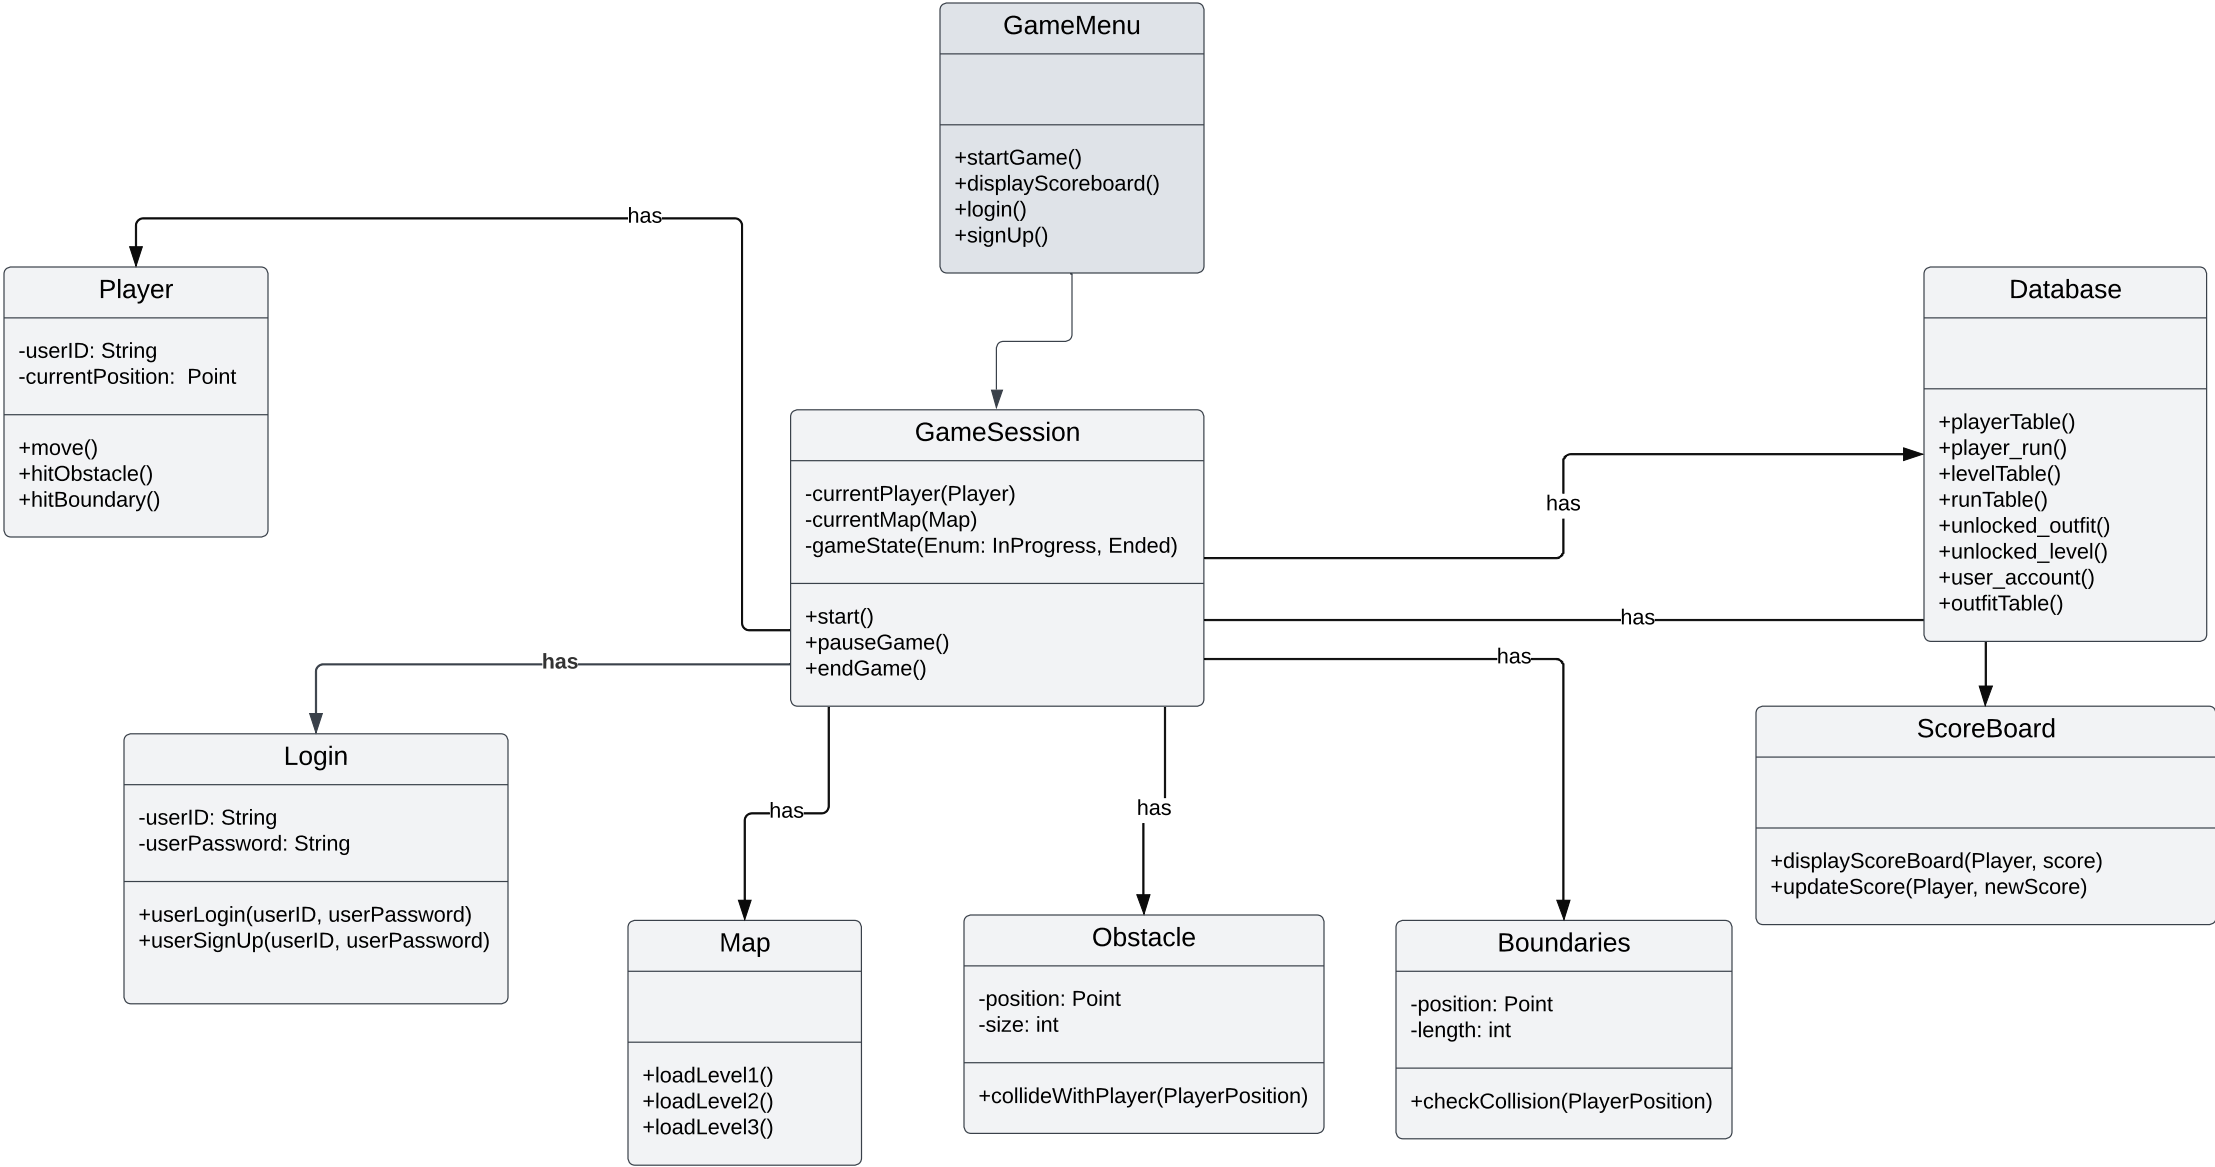 GameMenu
+startGame()
+displayScoreboard()
+login()
+signUp()
has
Player
-userID: String
-currentPosition:  Point
+move()
+hitObstacle()
+hitBoundary()
GameSession
-currentPlayer(Player)
-currentMap(Map)
-gameState(Enum: InProgress, Ended)
+start()
+pauseGame()
+endGame()
has
has
has
Database
+playerTable()
+player_run()
+levelTable()
+runTable()
+unlocked_outfit()
+unlocked_level()
+user_account()
+outfitTable()
has
Login
-userID: String
-userPassword: String
+userLogin(userID, userPassword)
+userSignUp(userID, userPassword)
has
has
ScoreBoard
+displayScoreBoard(Player, score)
+updateScore(Player, newScore)
Map
+loadLevel1()
+loadLevel2()
+loadLevel3()
Obstacle
-position: Point
-size: int
+collideWithPlayer(PlayerPosition)
Boundaries
-position: Point
-length: int
+checkCollision(PlayerPosition)